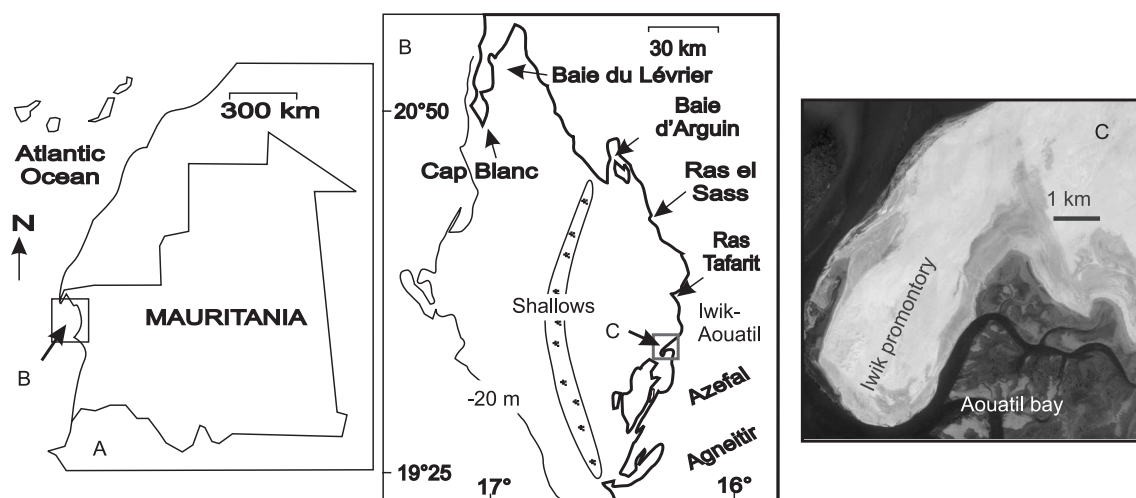 300 km
Atlantic
Ocean
N
MAURITANIA
B
A
B
30 km
Baie du Lévrier
20°50
Baie
d'Arguin
Cap Blanc
Ras el
Sass
Ras
Tafarit
Shallows
Iwik-
Aouatil
C
Azefal
-20 m
Agneitir
19°25
17°
16°
C
1 km
Iwik promontory
Aouatil bay